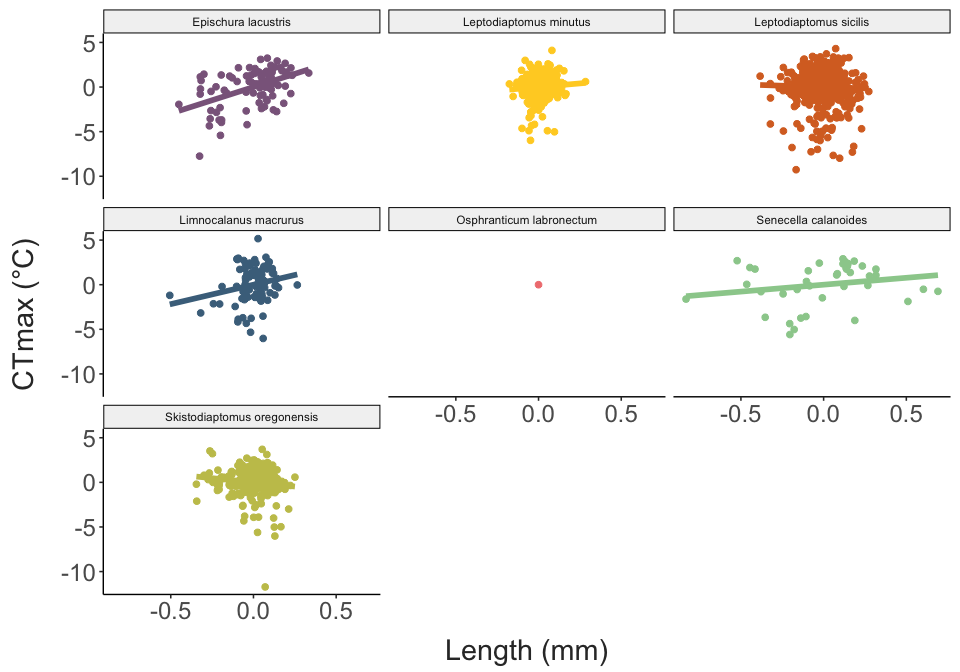 Epischura lacustris
Leptodiaptomus minutus
Leptodiaptomus sicilis
5
0
-5
-10
Limnocalanus macrurus
Osphranticum labronectum
Senecella calanoides
5
0
-5
-10
-0.5 0.0 0.5
-0.5 0.0 0.5
Skistodiaptomus oregonensis
5
0
-5
-10
-0.5 0.0 0.5
CTmax (°C)
Length (mm)